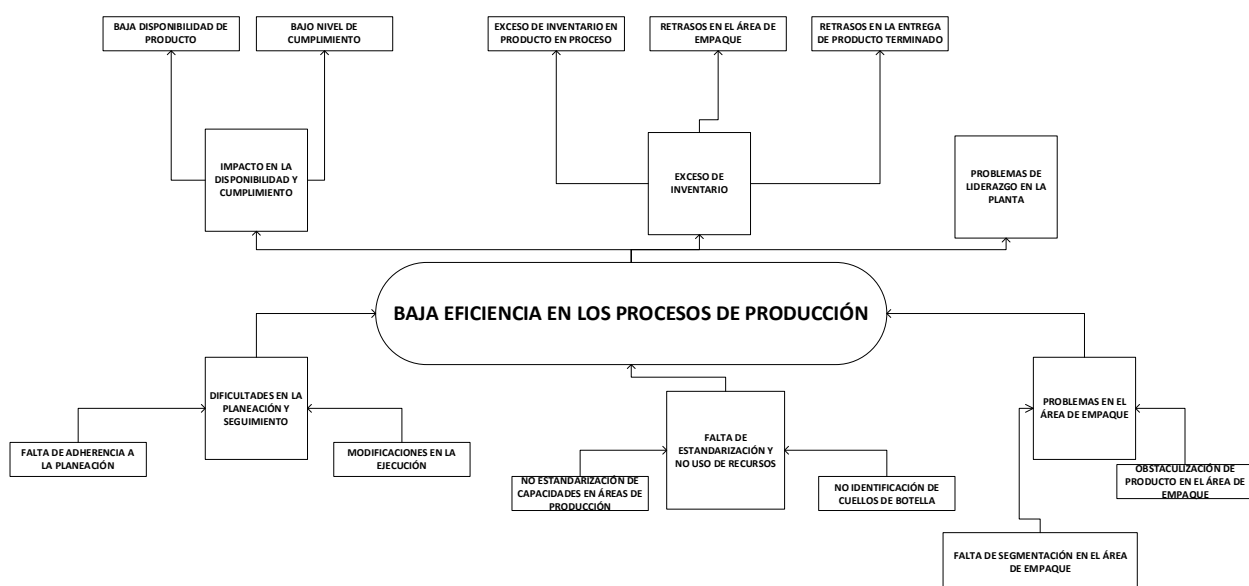 BAJA DISPONIBILIDAD DE
PRODUCTO
BAJO NIVEL DE
CUMPLIMIENTO
EXCESO DE INVENTARIO EN
PRODUCTO EN PROCESO
RETRASOS EN EL ÁREA DE
EMPAQUE
RETRASOS EN LA ENTREGA
DE PRODUCTO TERMINADO
IMPACTO EN LA
DISPONIBILIDAD Y
CUMPLIMIENTO
EXCESO DE
INVENTARIO
PROBLEMAS DE
LIDERAZGO EN LA
PLANTA
BAJA EFICIENCIA EN LOS PROCESOS DE PRODUCCIÓN
DIFICULTADES EN LA
PLANEACIÓN Y
SEGUIMIENTO
FALTA DE ADHERENCIA A
LA PLANEACIÓN
MODIFICACIONES EN LA
EJECUCIÓN
FALTA DE
ESTANDARIZACIÓN Y
NO USO DE RECURSOS
NO ESTANDARIZACIÓN DE
CAPACIDADES EN ÁREAS DE
PRODUCCIÓN
NO IDENTIFICACIÓN DE
CUELLOS DE BOTELLA
PROBLEMAS EN EL
ÁREA DE EMPAQUE
OBSTACULIZACIÓN DE
PRODUCTO EN EL ÁREA DE
EMPAQUE
FALTA DE SEGMENTACIÓN EN EL ÁREA
DE EMPAQUE